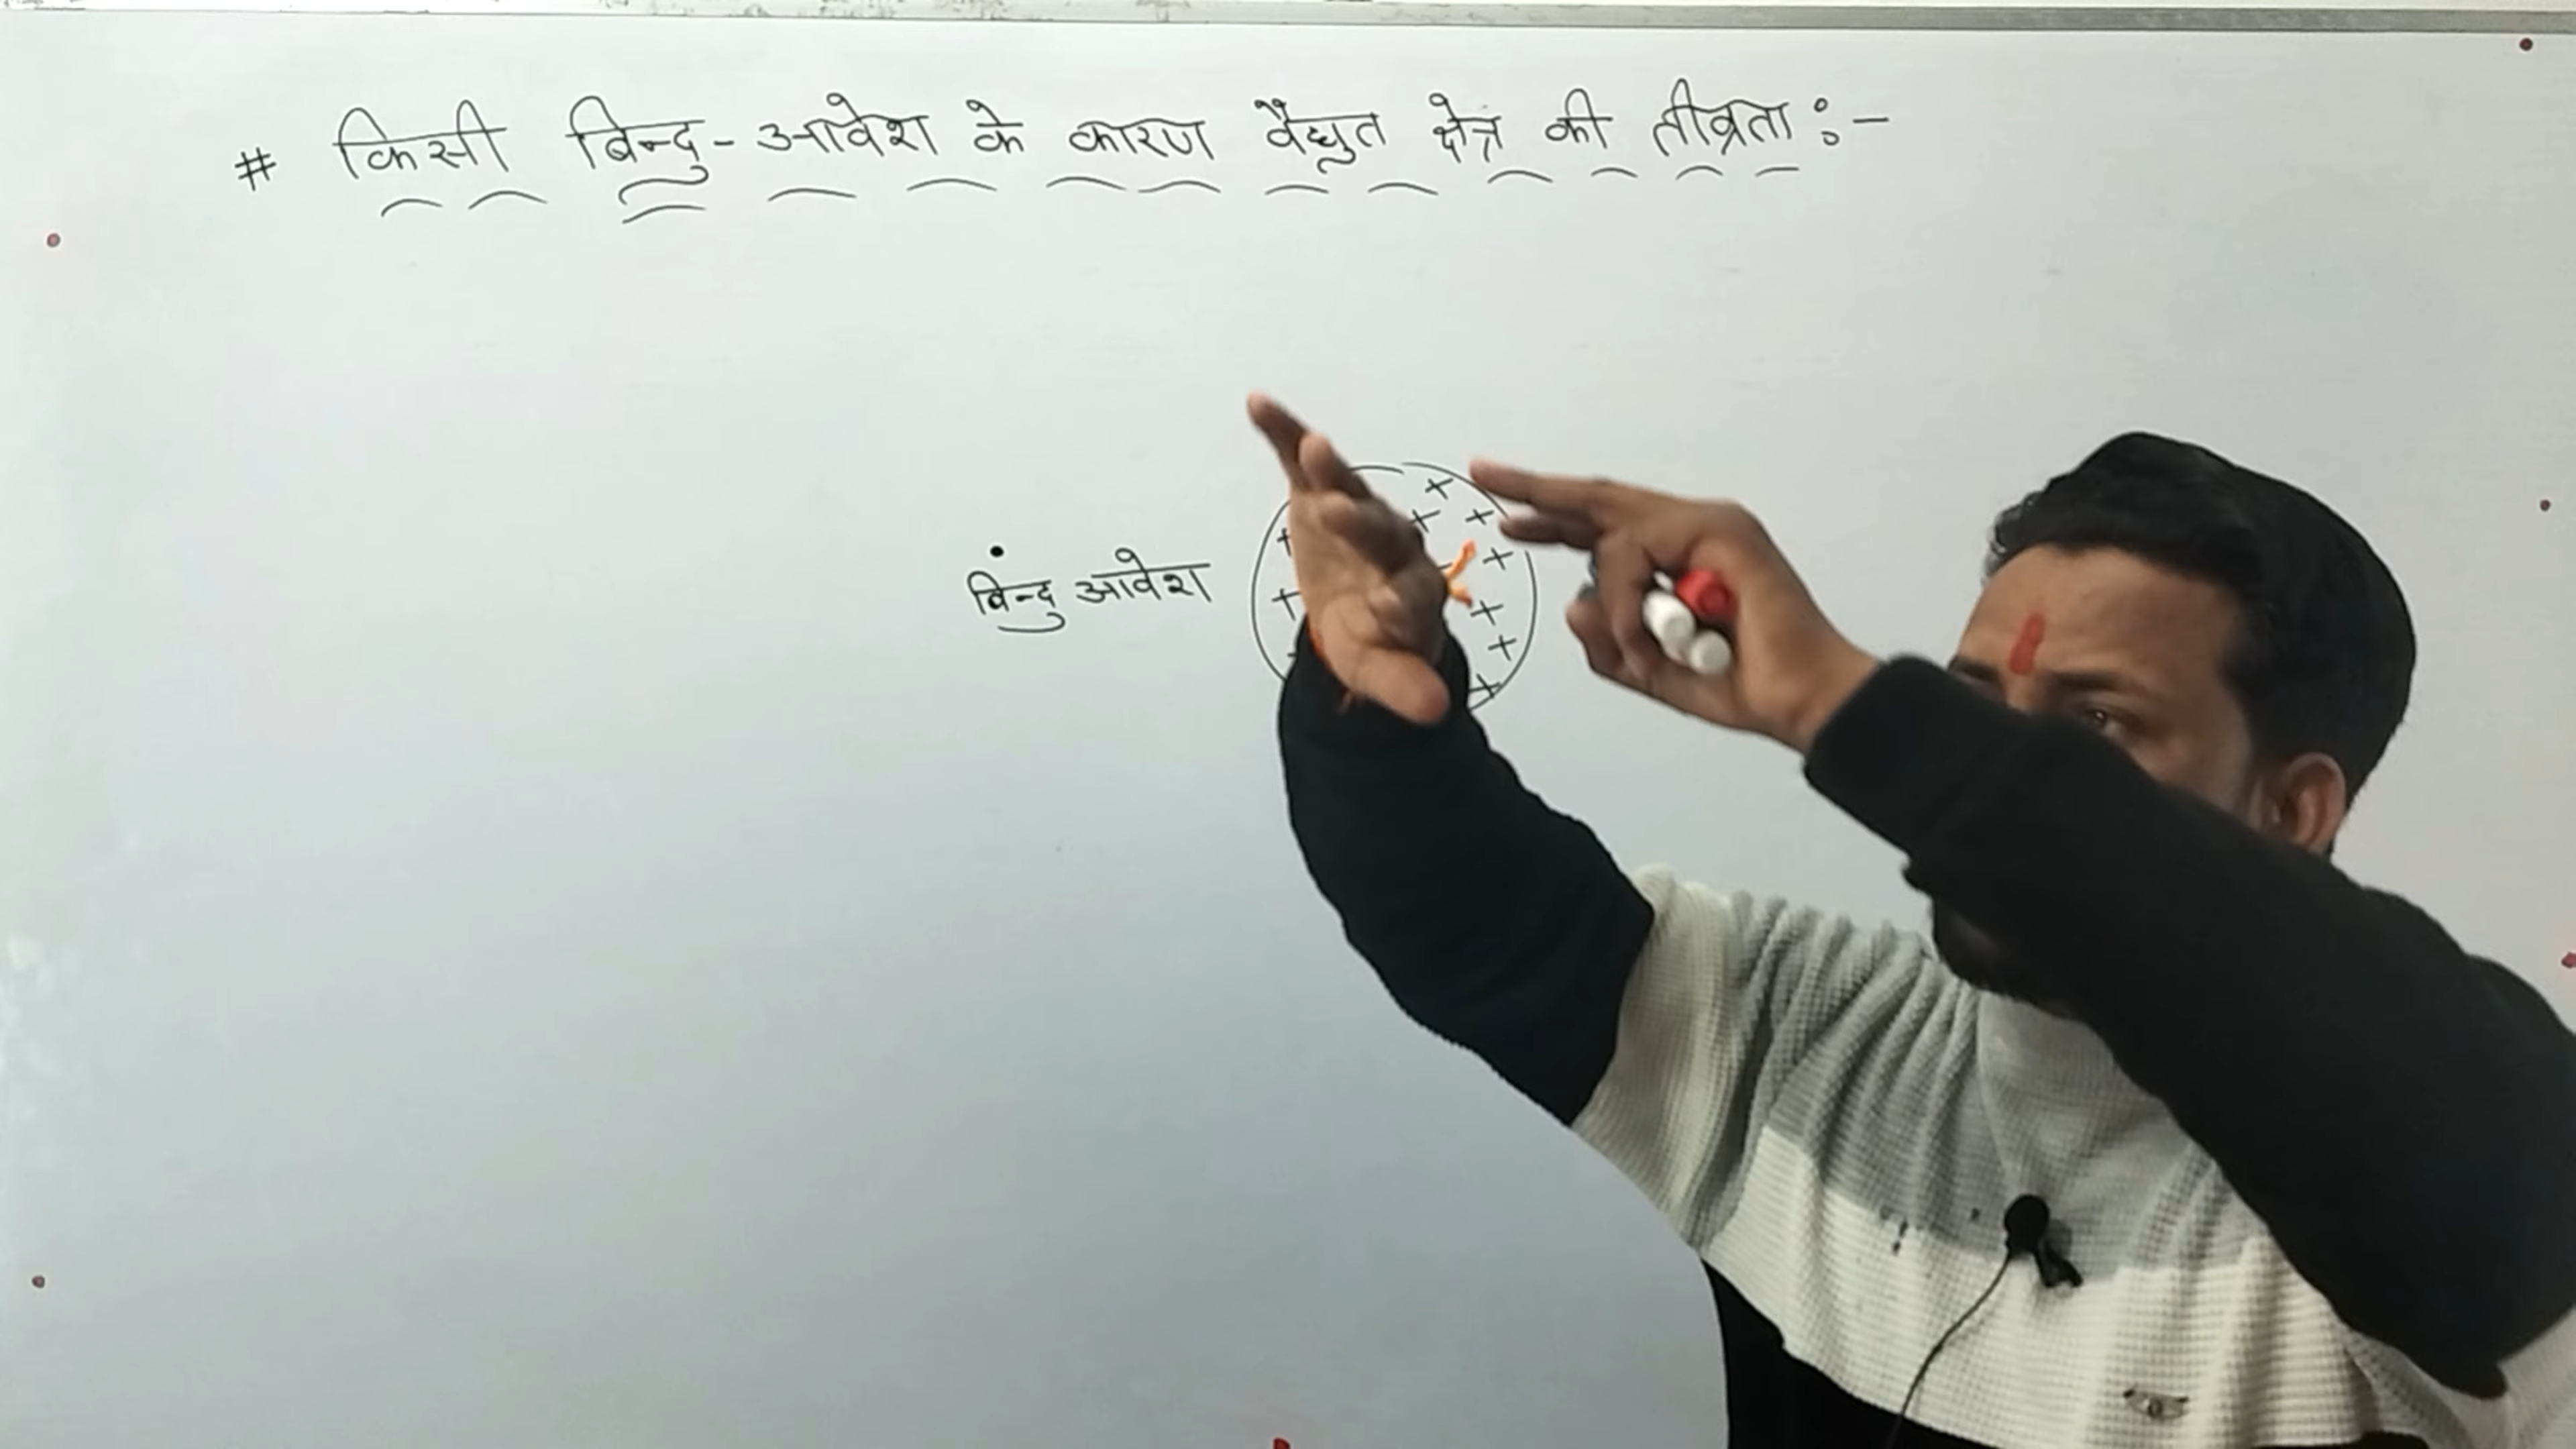 # किसी बिन्दु-आवेश के कारण वैद्युत क्षेत्र की तीव्रता :-
बिन्दु आवेश